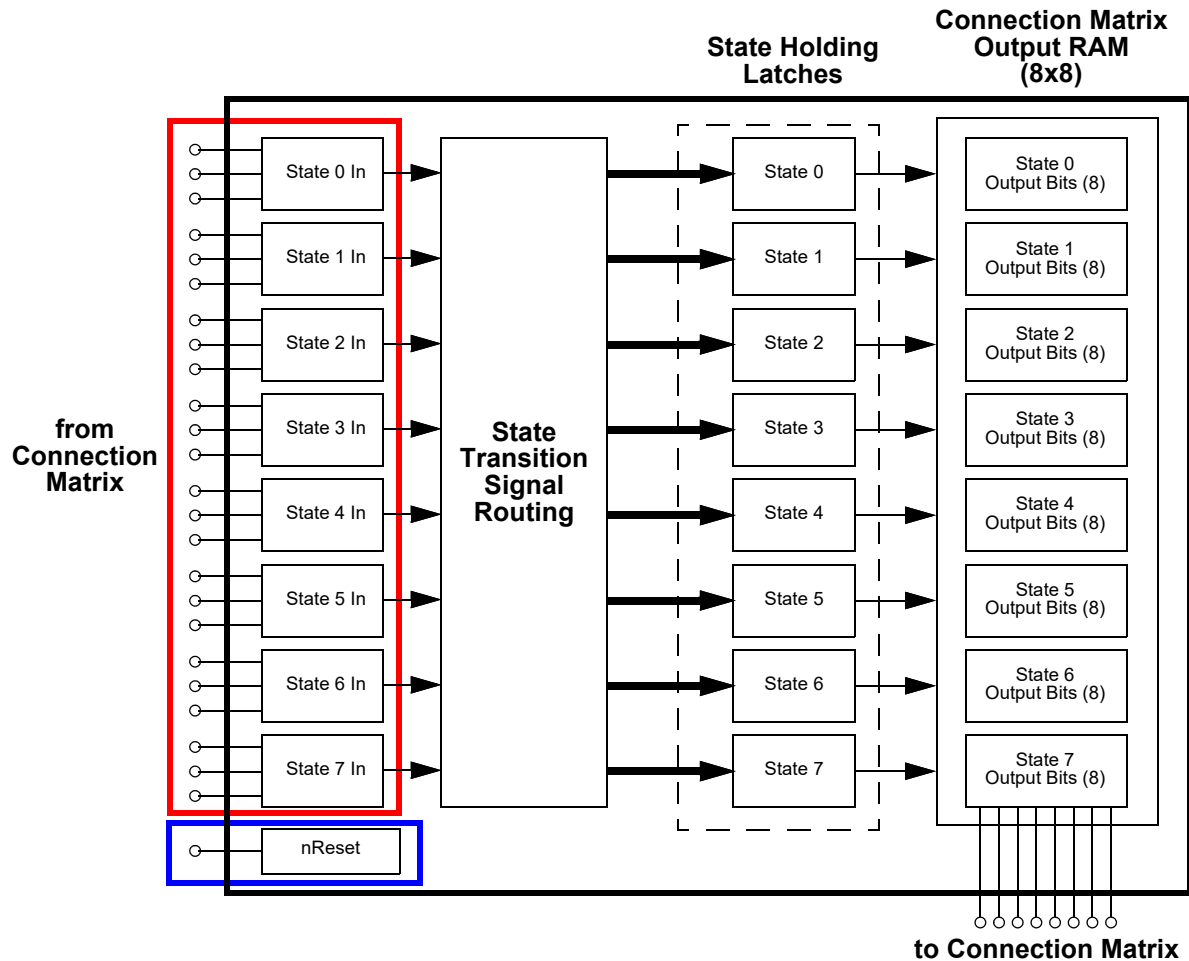 Connection Matrix
Output RAM
(8x8)
State Holding
Latches
from
Connection
Matrix
State 0 In
State 1 In
State 2 In
State 3 In
State 4 In
State 5 In
State 6 In
State 7 In
nReset
State
Transition
Signal
Routing
State 0
State 1
State 2
State 3
State 4
State 5
State 6
State 7
State 0
Output Bits (8)
State 1
Output Bits (8)
State 2
Output Bits (8)
State 3
Output Bits (8)
State 4
Output Bits (8)
State 5
Output Bits (8)
State 6
Output Bits (8)
State 7
Output Bits (8)
to Connection Matrix